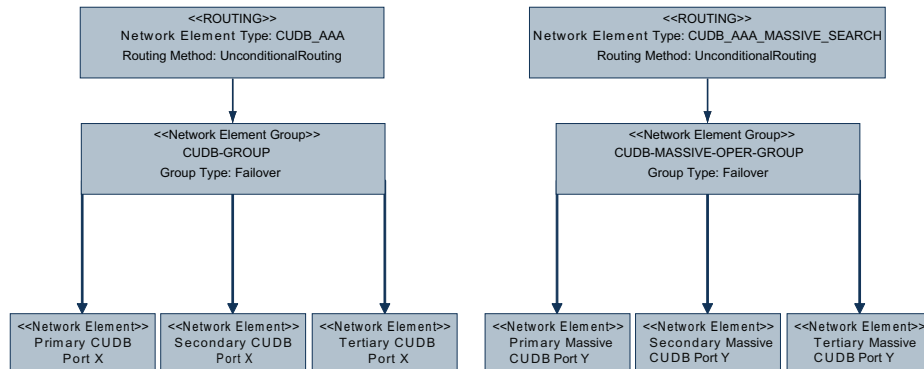 <<ROUTING>>
Network Element Type: CUDB_AAA
Routing Method: UnconditionalRouting
<<ROUTING>>
Network Element Type: CUDB_AAA_MASSIVE_SEARCH
Routing Method: UnconditionalRouting
<<Network Element Group>>
CUDB-GROUP
Group Type: Failover
<<Network Element Group>>
CUDB-MASSIVE-OPER-GROUP
Group Type: Failover
<<Network Element>>
Primary CUDB
Port X
<<Network Element>>
Secondary CUDB
Port X
<<Network Element>>
Tertiary CUDB
Port X
<<Network Element>>
Primary Massive
CUDB Port Y
<<Network Element>>
Secondary Massive
CUDB Port Y
<<Network Element>>
Tertiary Massive
CUDB Port Y